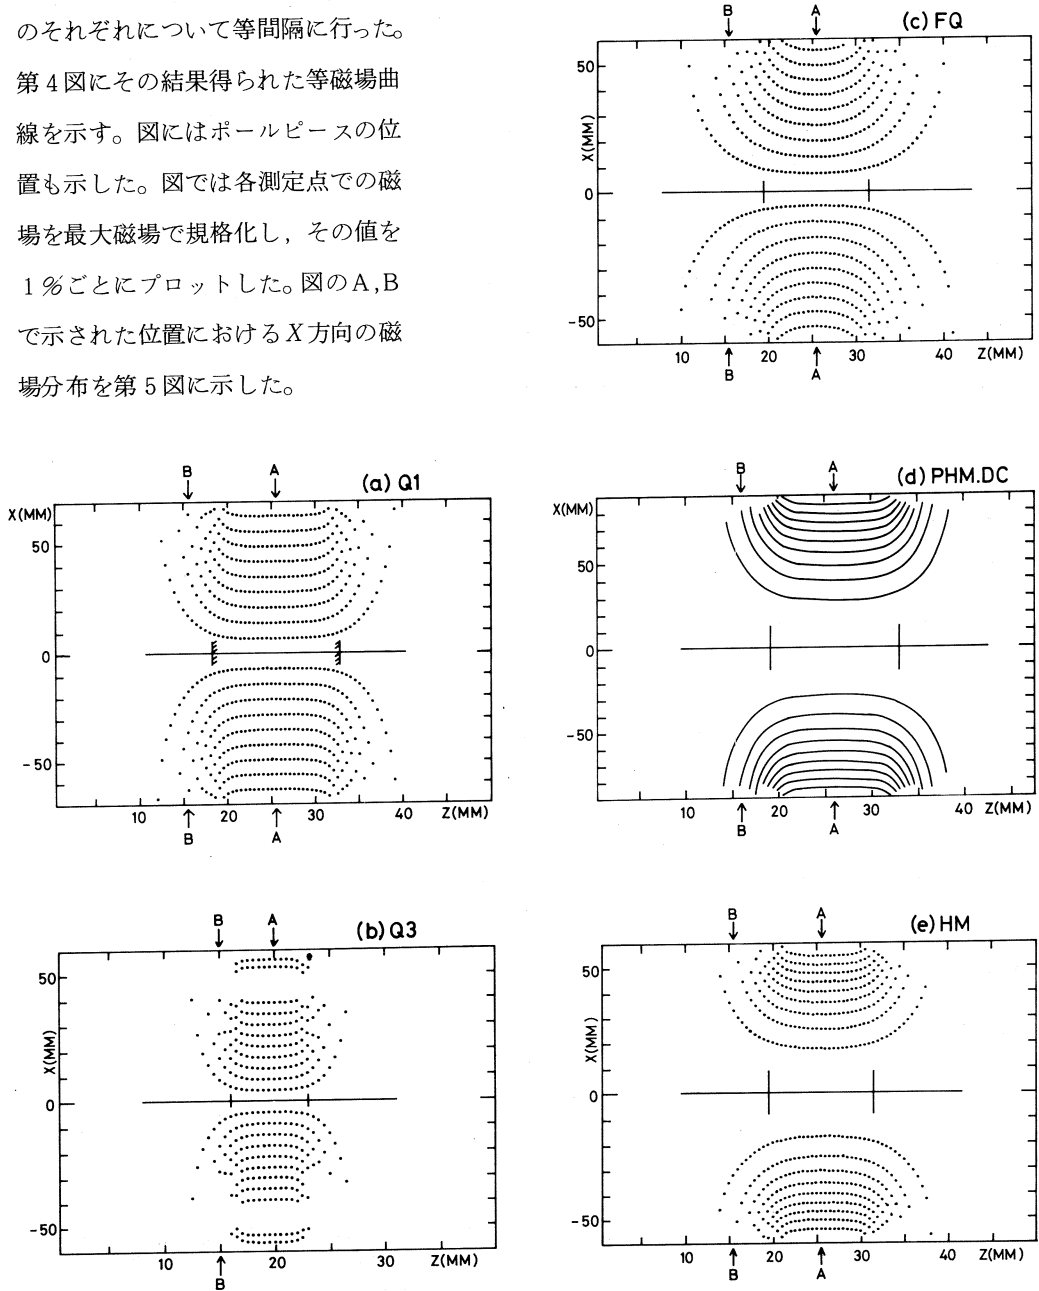 のそれぞれについて等間隔に行った。
第4図にその結果得られた等磁場曲
線を示す。図にはポールピースの位
置も示した。図では各測定点での磁
場を最大磁場で規格化し，その値を
1％ごとにプロットした。図のA,B
で示された位置におけるX方向の磁
場分布を第5図に示した。
B A (c) FQ
50
X(MM)
0
-50
10 20 30 40 Z(MM)
B A
B A (a) Q1
X(MM)
50
0
-50
10 20 30 40 Z(MM)
B A
B A (d) PHM.DC
X(MM)
50
0
-50
10 20 30 40 Z(MM)
B A
B A (b) Q3
50
X(MM)
0
-50
10 20 30 40 Z(MM)
B
B A (e) HM
50
X(MM)
0
-50
10 20 30 40 Z(MM)
B A